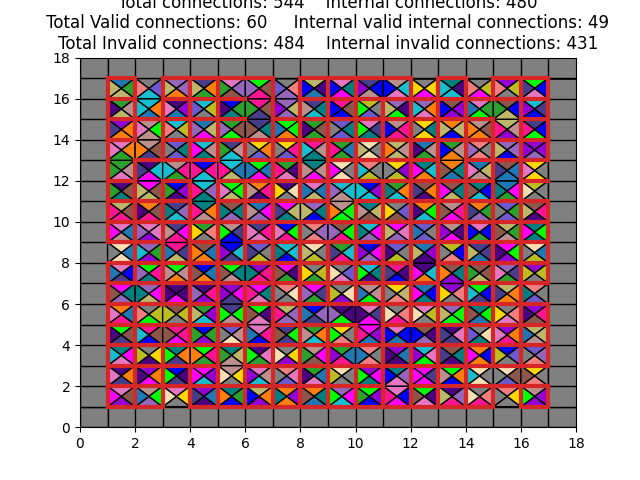 Total connections: 544 Internal connections: 480
Total Valid connections: 60 Internal valid internal connections: 49
Total Invalid connections: 484 Internal invalid connections: 431
18
16
14
12
10
8
6
4
2
0
0 2 4 6 8 10 12 14 16 18